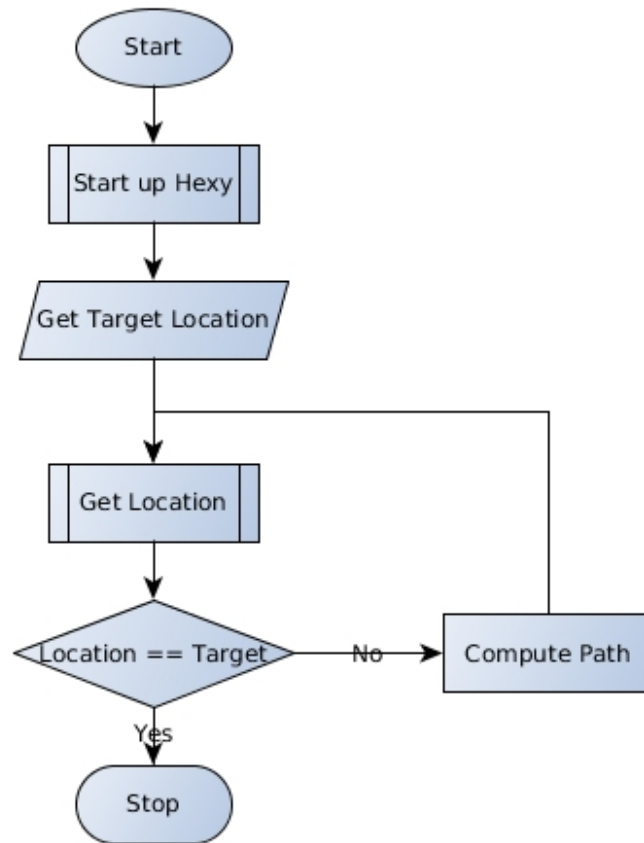 Start
Start up Hexy
Get Target Location
Get Location
Location == Target
No
Compute Path
Yes
Stop